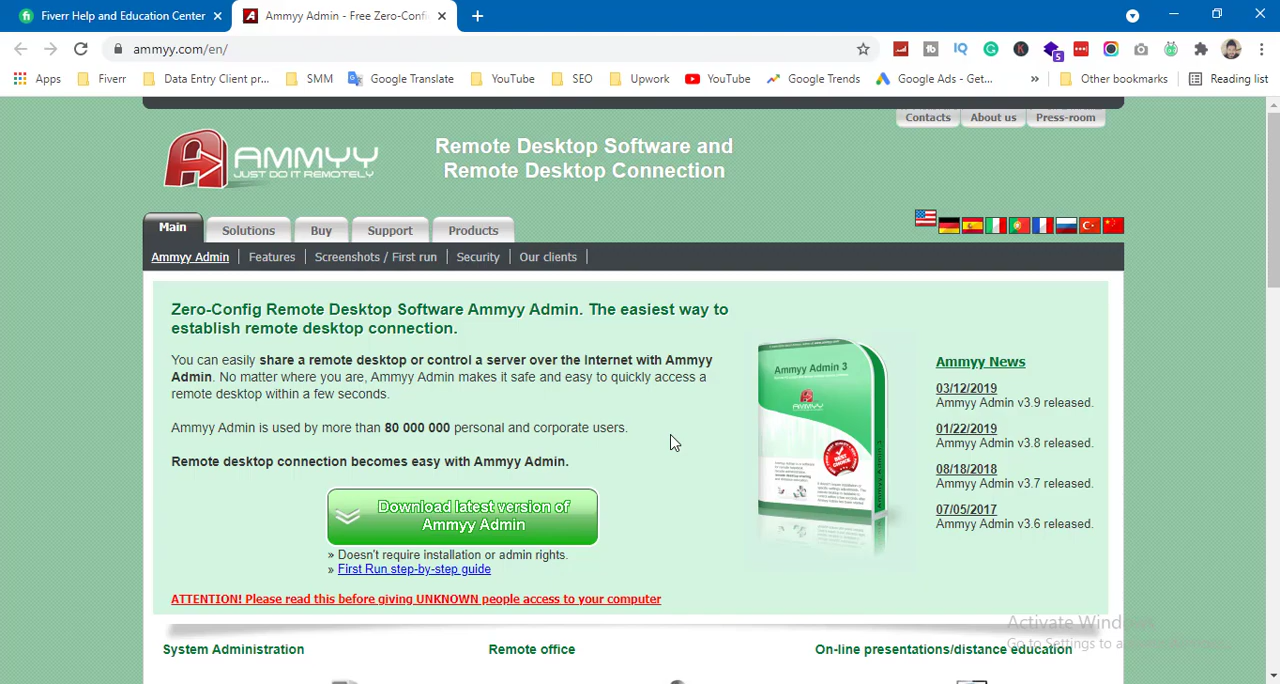 Fiverr Help and Education Center
Ammyy Admin - Free Zero-Confi
ammyy.com/en/
Apps
Fiverr
Data Entry Client pr...
SMM
Google Translate
YouTube
SEO
Upwork
YouTube
Google Trends
Google Ads - Get...
»
Other bookmarks
Reading list
Contacts
About us
Press-room
AMMYY
JUST DO IT REMOTELY
Remote Desktop Software and
Remote Desktop Connection
Main
Solutions
Buy
Support
Products
Ammyy Admin
Features
Screenshots / First run
Security
Our clients
Zero-Config Remote Desktop Software Ammyy Admin. The easiest way to
establish remote desktop connection.
You can easily share a remote desktop or control a server over the Internet with Ammyy
Admin. No matter where you are, Ammyy Admin makes it safe and easy to quickly access a
remote desktop within a few seconds.
Ammyy Admin is used by more than 80 000 000 personal and corporate users.
Remote desktop connection becomes easy with Ammyy Admin.
Download latest version of
Ammyy Admin
» Doesn't require installation or admin rights.
» First Run step-by-step guide
ATTENTION! Please read this before giving UNKNOWN people access to your computer
Ammyy Admin 3
AMMYY
BEST
CHOICE
Ammyy News
03/12/2019
Ammyy Admin v3.9 released.
01/22/2019
Ammyy Admin v3.8 released.
08/18/2018
Ammyy Admin v3.7 released.
07/05/2017
Ammyy Admin v3.6 released.
Activate Windows
Go to Settings to
System Administration
Remote office
On-line presentations/distance education